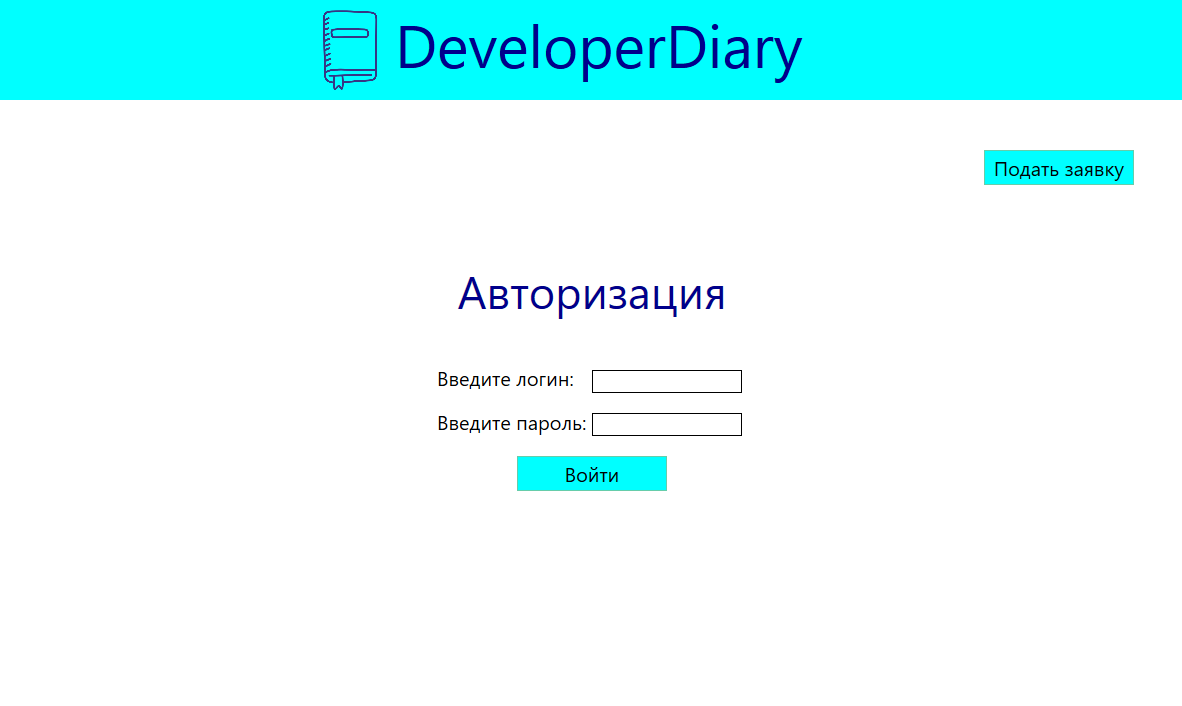 DeveloperDiary
Подать заявку
Авторизация
Введите логин:
Введите пароль:
Войти